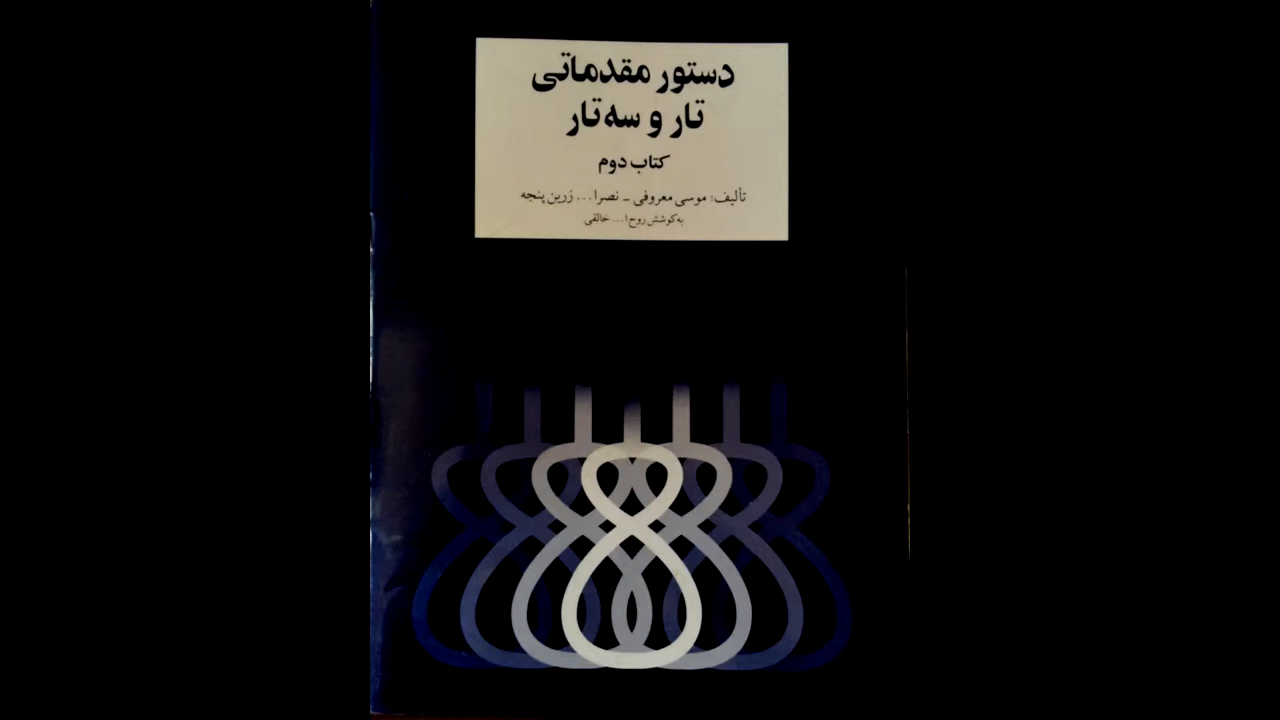 دستور مقدماتی
تار و سه‌تار
کتاب دوم
تألیف: موسی معروفی ـ نصرا... زرین پنجه
به‌کوشش روح ا... خالقی